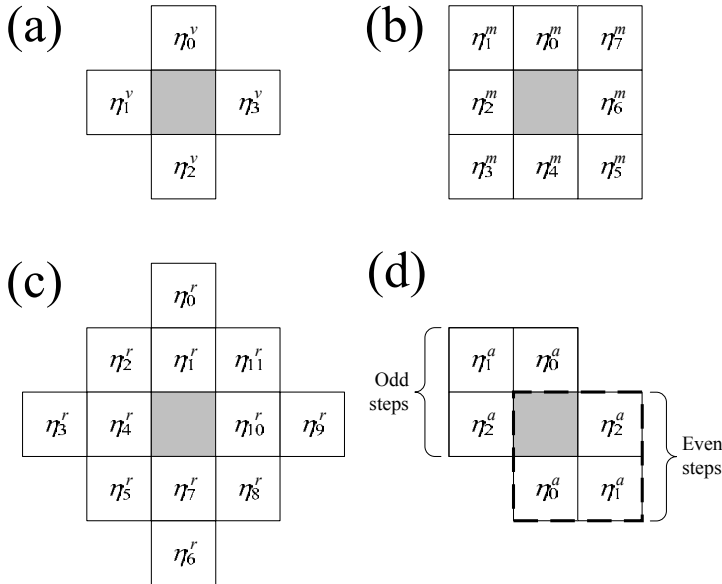 (a)
η₀ᵛ
η₁ᵛ η₃ᵛ
η₂ᵛ
(b)
η₁ᵐ η₀ᵐ η₇ᵐ
η₂ᵐ η₆ᵐ
η₃ᵐ η₄ᵐ η₅ᵐ
(c)
η₀ʳ
η₂ʳ η₁ʳ η₁₁ʳ
η₃ʳ η₄ʳ η₁₀ʳ η₉ʳ
η₅ʳ η₇ʳ η₈ʳ
η₆ʳ
(d)
Odd
steps
η₁ᵃ η₀ᵃ
η₂ᵃ η₂ᵃ
η₀ᵃ η₁ᵃ
Even
steps